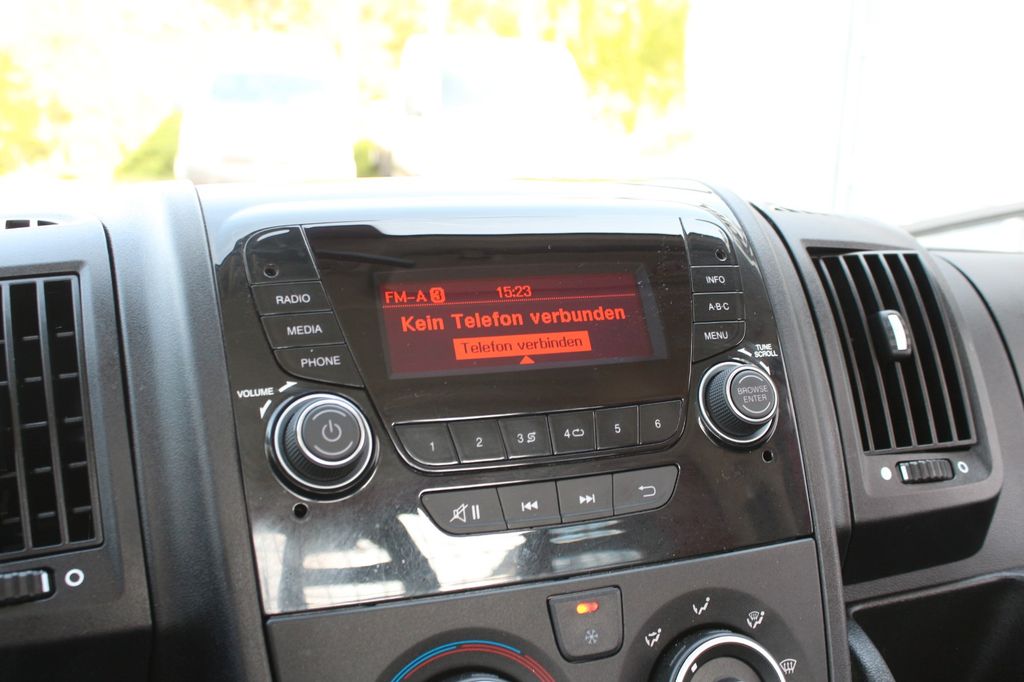 FM-A 3 15:23
Kein Telefon verbunden
Telefon verbinden
RADIO
MEDIA
PHONE
INFO
A·B·C
MENU
VOLUME
TUNE
SCROLL
BROWSE
ENTER
1 2 3 4 5 6